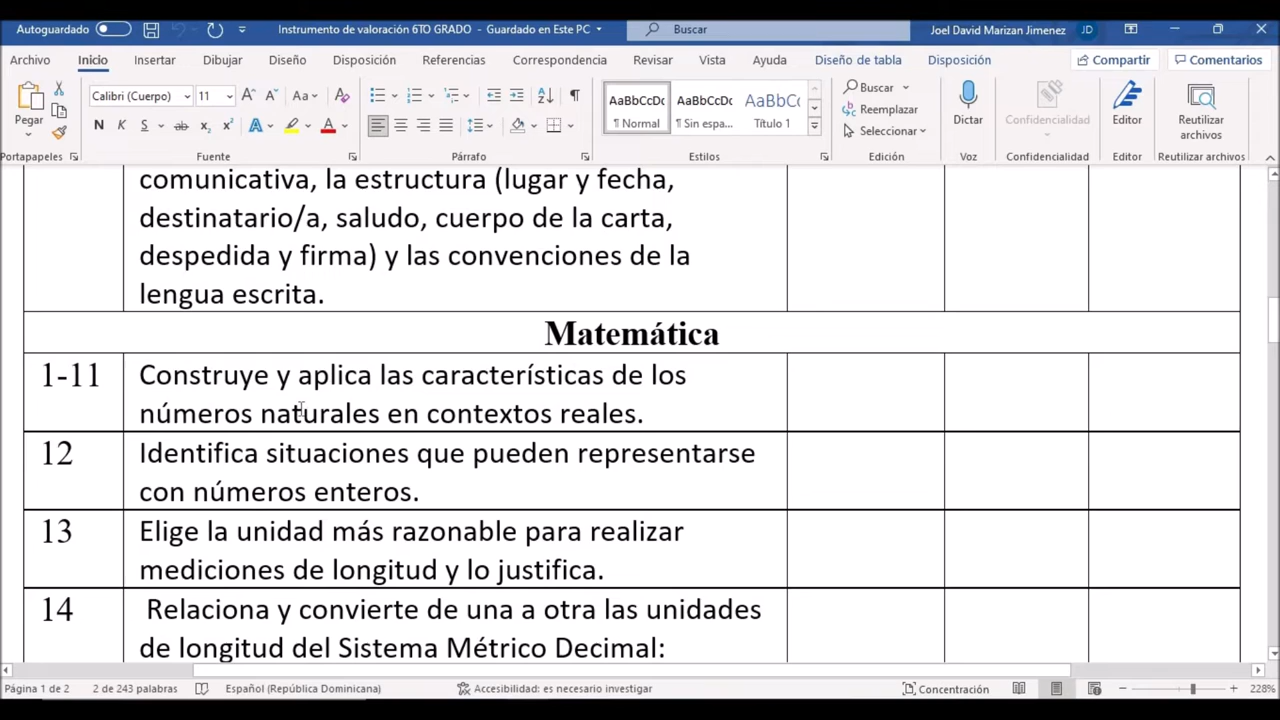 Autoguardado
Instrumento de valoración 6TO GRADO - Guardado en Este PC
Buscar
Joel David Marizan Jimenez
JD
Archivo Inicio Insertar Dibujar Diseño Disposición Referencias Correspondencia Revisar Vista Ayuda Diseño de tabla Disposición
Compartir
Comentarios
Pegar
Calibri (Cuerpo) 11
N K S ab x₂ x²
AaBbCcDc AaBbCcDc AaBbC(
¶ Normal ¶ Sin espa... Título 1
Buscar
Reemplazar
Seleccionar
Dictar
Confidencialidad
Editor
Reutilizar archivos
Portapapeles Fuente Párrafo Estilos Edición Voz Confidencialidad Editor Reutilizar archivos
comunicativa, la estructura (lugar y fecha,
destinatario/a, saludo, cuerpo de la carta,
despedida y firma) y las convenciones de la
lengua escrita.
Matemática
1-11 Construye y aplica las características de los
números naturales en contextos reales.
12 Identifica situaciones que pueden representarse
con números enteros.
13 Elige la unidad más razonable para realizar
mediciones de longitud y lo justifica.
14 Relaciona y convierte de una a otra las unidades
de longitud del Sistema Métrico Decimal:
Página 1 de 2 2 de 243 palabras Español (República Dominicana) Accesibilidad: es necesario investigar Concentración 228%